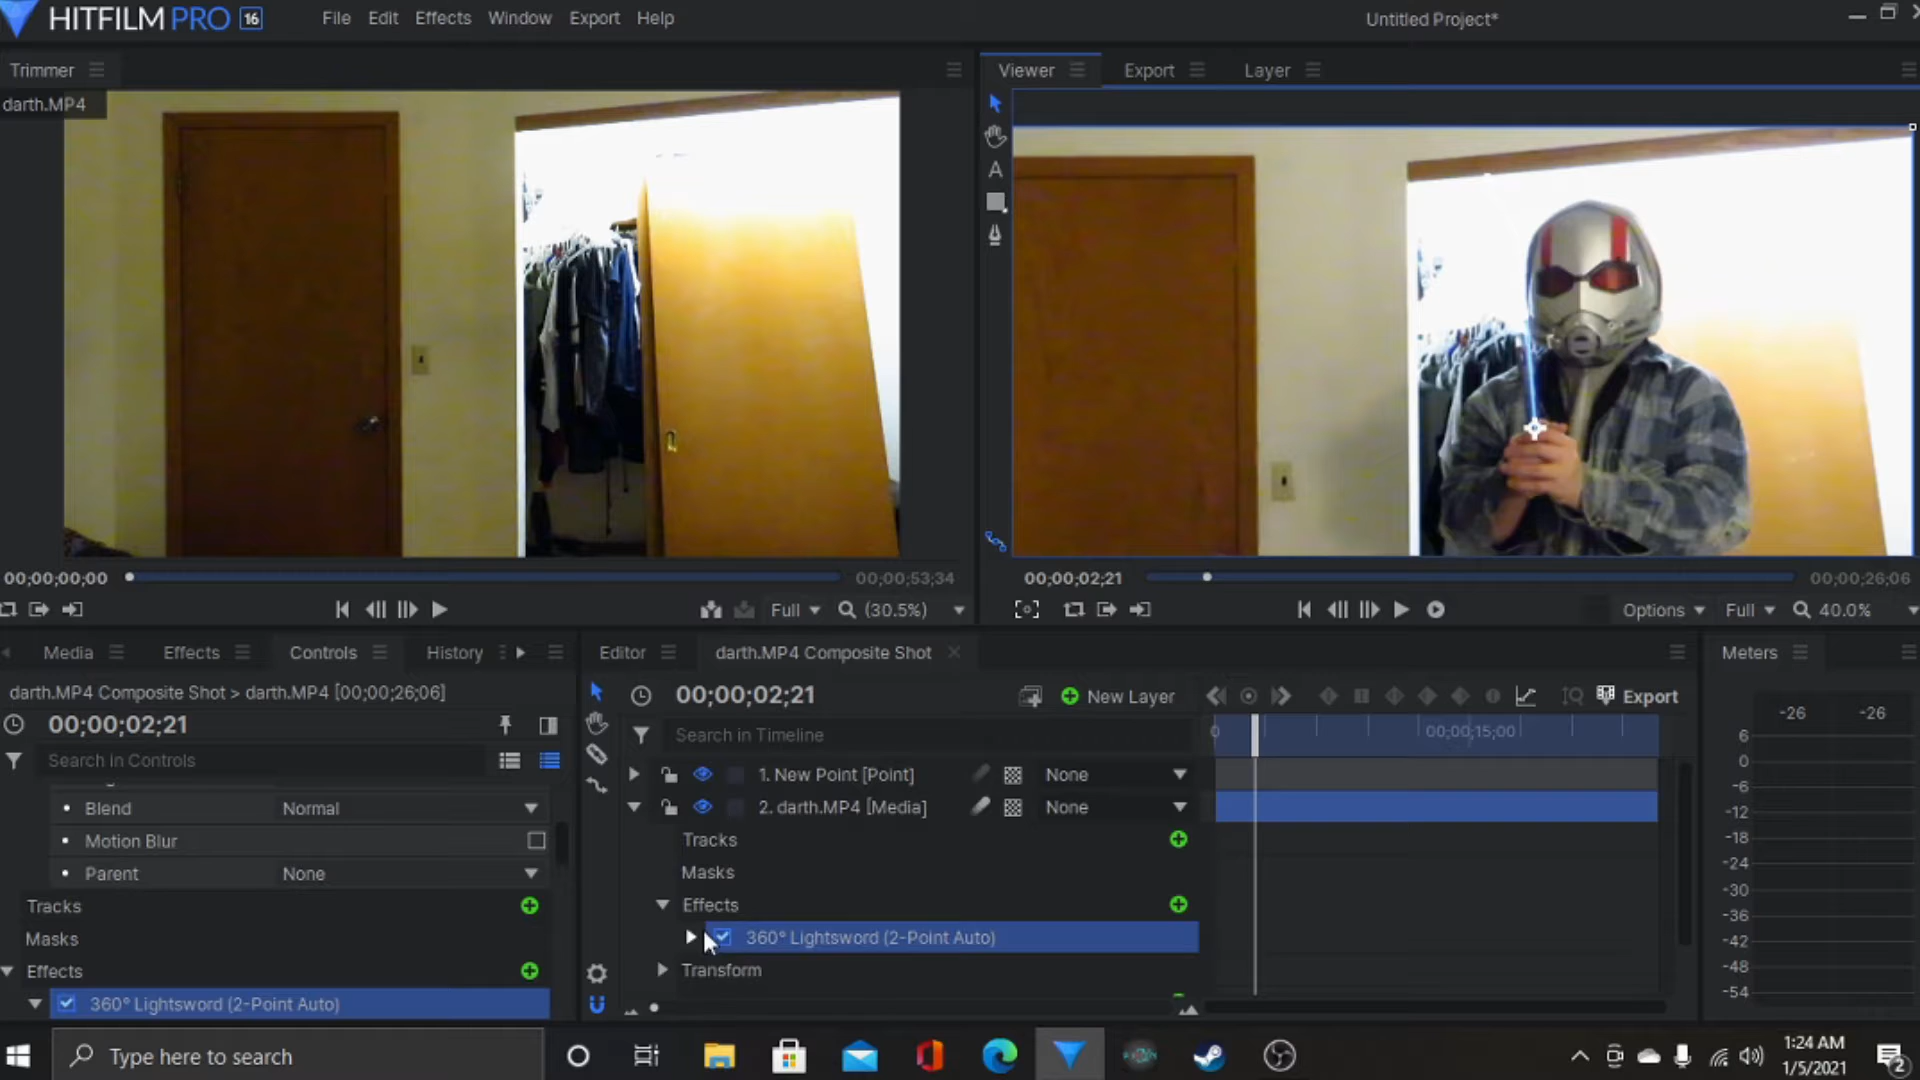 HITFILM PRO 16 File Edit Effects Window Export Help Untitled Project*
Trimmer
Viewer Export Layer
darth.MP4
A
00;00;00;00 00;00;53;34
00;00;02;21 00;00;26;06
Full (30.5%)
Options Full 40.0%
Media Effects Controls History
Editor darth.MP4 Composite Shot
Meters
darth.MP4 Composite Shot > darth.MP4 [00;00;26;06]
00;00;02;21
Search in Controls
Blend Normal
Motion Blur
Parent None
Tracks
Masks
Effects
360° Lightsword (2-Point Auto)
00;00;02;21 New Layer Export
Search in Timeline 0 00;00;15;00
1. New Point [Point] None
2. darth.MP4 [Media] None
Tracks
Masks
Effects
360° Lightsword (2-Point Auto)
Transform
-26 -26
6
0
-6
-12
-18
-24
-30
-36
-42
-48
-54
Type here to search
1:24 AM
1/5/2021
2